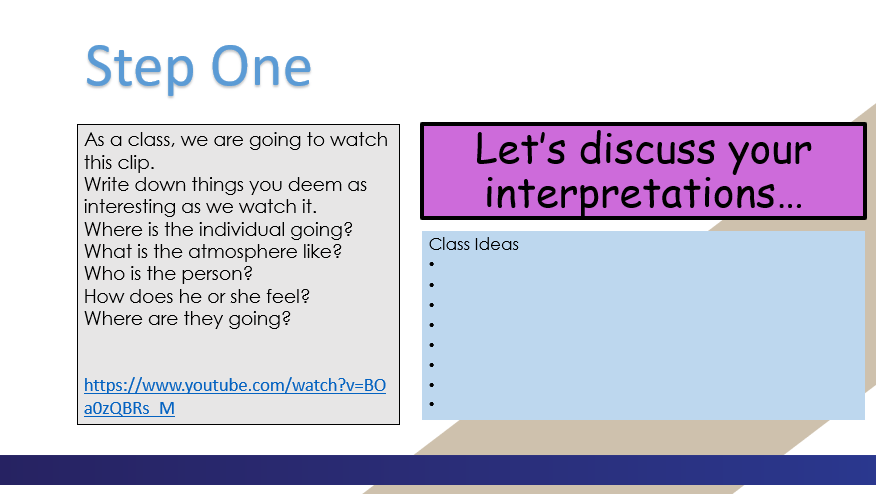 Step One
As a class, we are going to watch
this clip.
Write down things you deem as
interesting as we watch it.
Where is the individual going?
What is the atmosphere like?
Who is the person?
How does he or she feel?
Where are they going?
https://www.youtube.com/watch?v=BO
a0zQBRs_M
Let's discuss your
interpretations…
Class Ideas
•
•
•
•
•
•
•
•